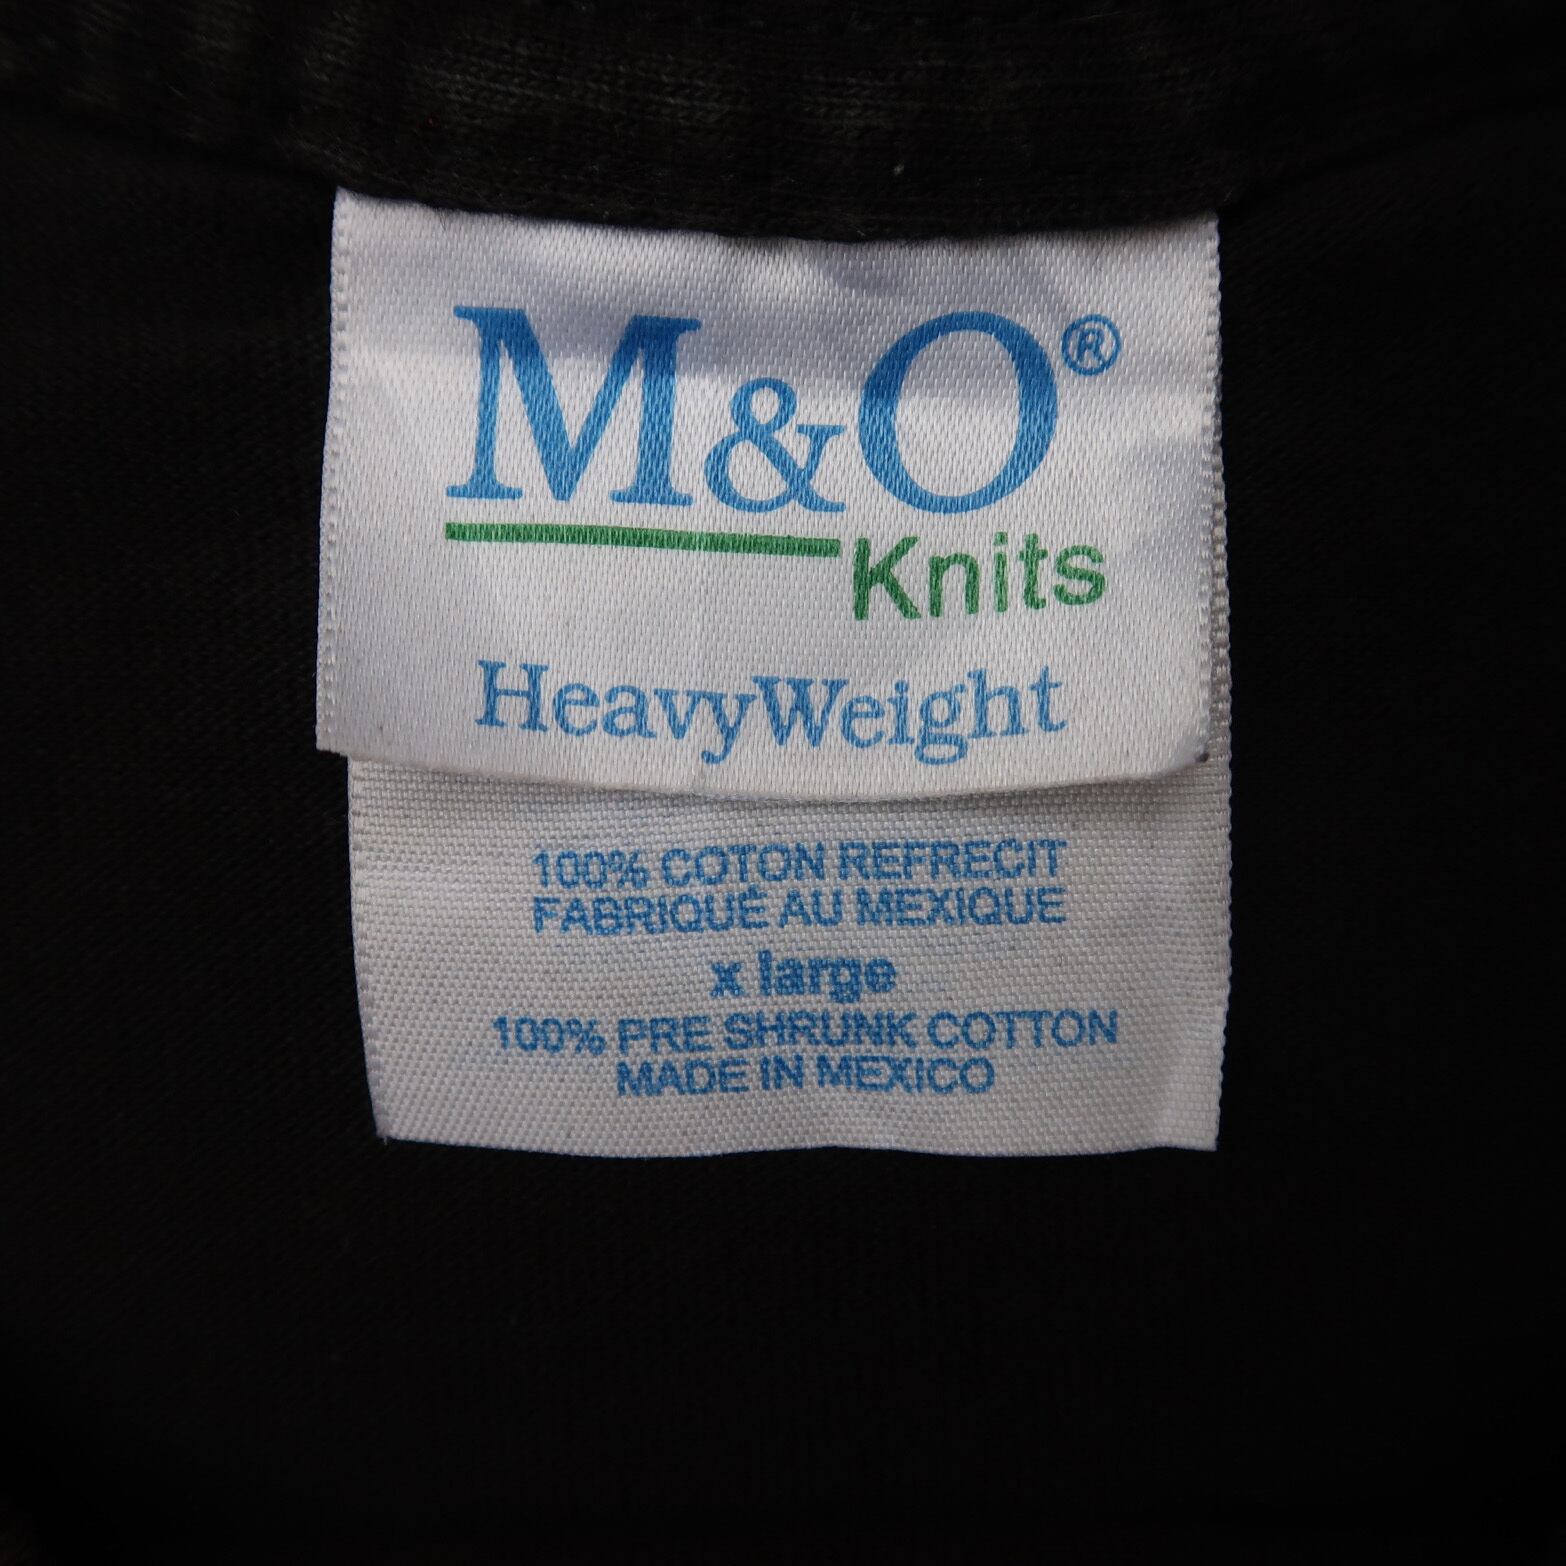 M&O®
Knits
HeavyWeight
100% COTON REFRECIT
FABRIQUÉ AU MEXIQUE
x large
100% PRE SHRUNK COTTON
MADE IN MEXICO